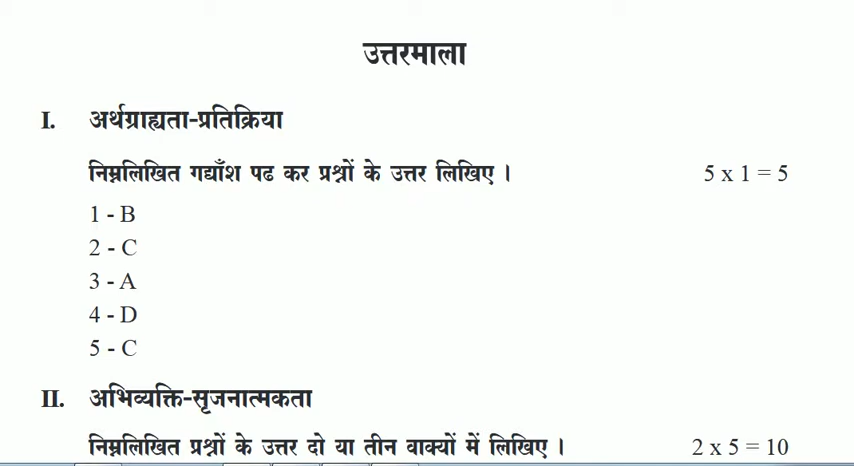 उत्तरमाला
I. अर्थग्राह्यता-प्रतिक्रिया
निम्नलिखित गद्याँश पढ कर प्रश्नों के उत्तर लिखिए । 5 x 1 = 5
1 - B
2 - C
3 - A
4 - D
5 - C
II. अभिव्यक्ति-सृजनात्मकता
निम्नलिखित प्रश्नों के उत्तर दो या तीन वाक्यों में लिखिए । 2 x 5 = 10